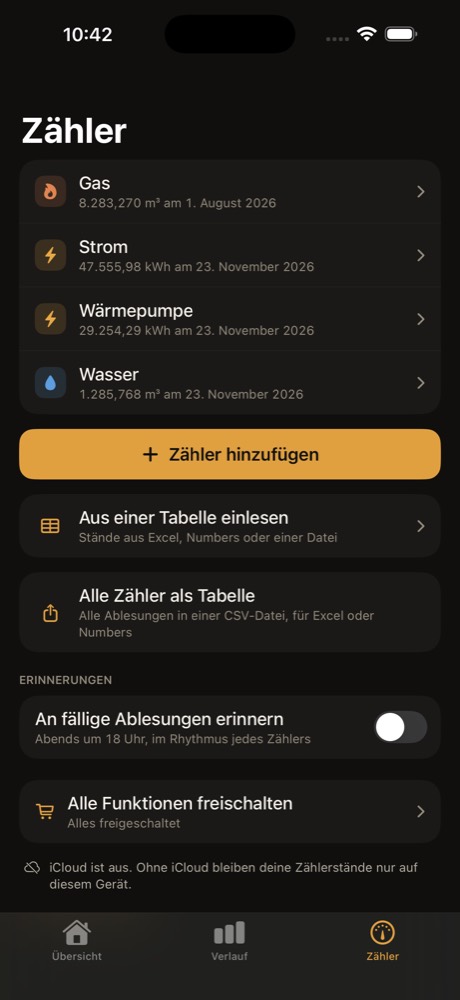 10:42
Zähler
Gas
8.283,270 m³ am 1. August 2026
Strom
47.555,98 kWh am 23. November 2026
Wärmepumpe
29.254,29 kWh am 23. November 2026
Wasser
1.285,768 m³ am 23. November 2026
+ Zähler hinzufügen
Aus einer Tabelle einlesen
Stände aus Excel, Numbers oder einer Datei
Alle Zähler als Tabelle
Alle Ablesungen in einer CSV-Datei, für Excel oder
Numbers
ERINNERUNGEN
An fällige Ablesungen erinnern
Abends um 18 Uhr, im Rhythmus jedes Zählers
Alle Funktionen freischalten
Alles freigeschaltet
iCloud ist aus. Ohne iCloud bleiben deine Zählerstände nur auf
diesem Gerät.
Übersicht
Verlauf
Zähler